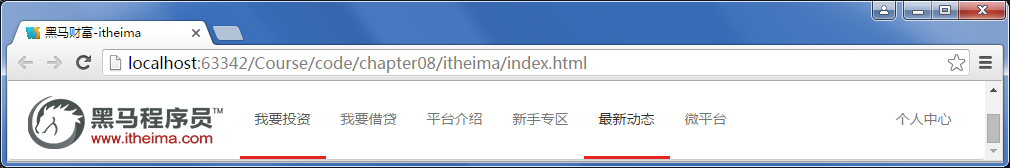 黑马财富-itheima
localhost:63342/Course/code/chapter08/itheima/index.html
黑马程序员™ 我要投资 我要借贷 平台介绍 新手专区 最新动态 微平台 个人中心
www.itheima.com